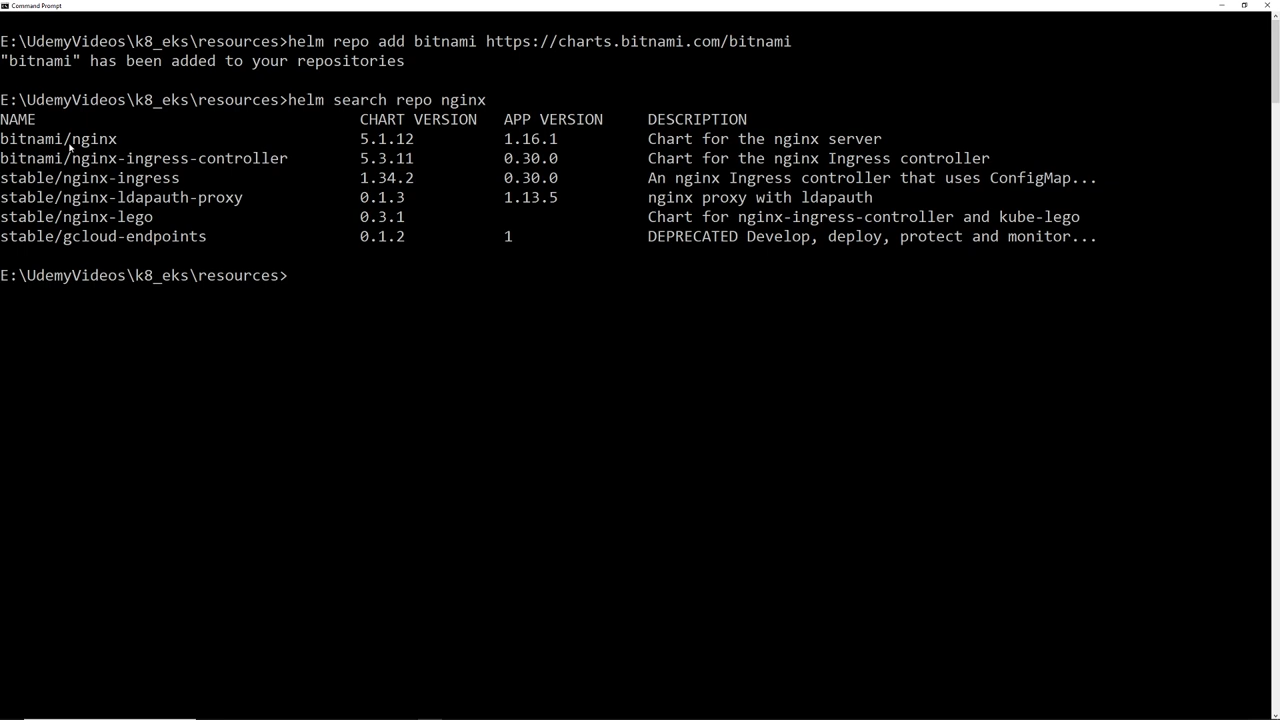 Command Prompt
E:\UdemyVideos\k8_eks\resources>helm repo add bitnami https://charts.bitnami.com/bitnami
"bitnami" has been added to your repositories
E:\UdemyVideos\k8_eks\resources>helm search repo nginx
NAME CHART VERSION APP VERSION DESCRIPTION
bitnami/nginx 5.1.12 1.16.1 Chart for the nginx server
bitnami/nginx-ingress-controller 5.3.11 0.30.0 Chart for the nginx Ingress controller
stable/nginx-ingress 1.34.2 0.30.0 An nginx Ingress controller that uses ConfigMap...
stable/nginx-ldapauth-proxy 0.1.3 1.13.5 nginx proxy with ldapauth
stable/nginx-lego 0.3.1 Chart for nginx-ingress-controller and kube-lego
stable/gcloud-endpoints 0.1.2 1 DEPRECATED Develop, deploy, protect and monitor...
E:\UdemyVideos\k8_eks\resources>